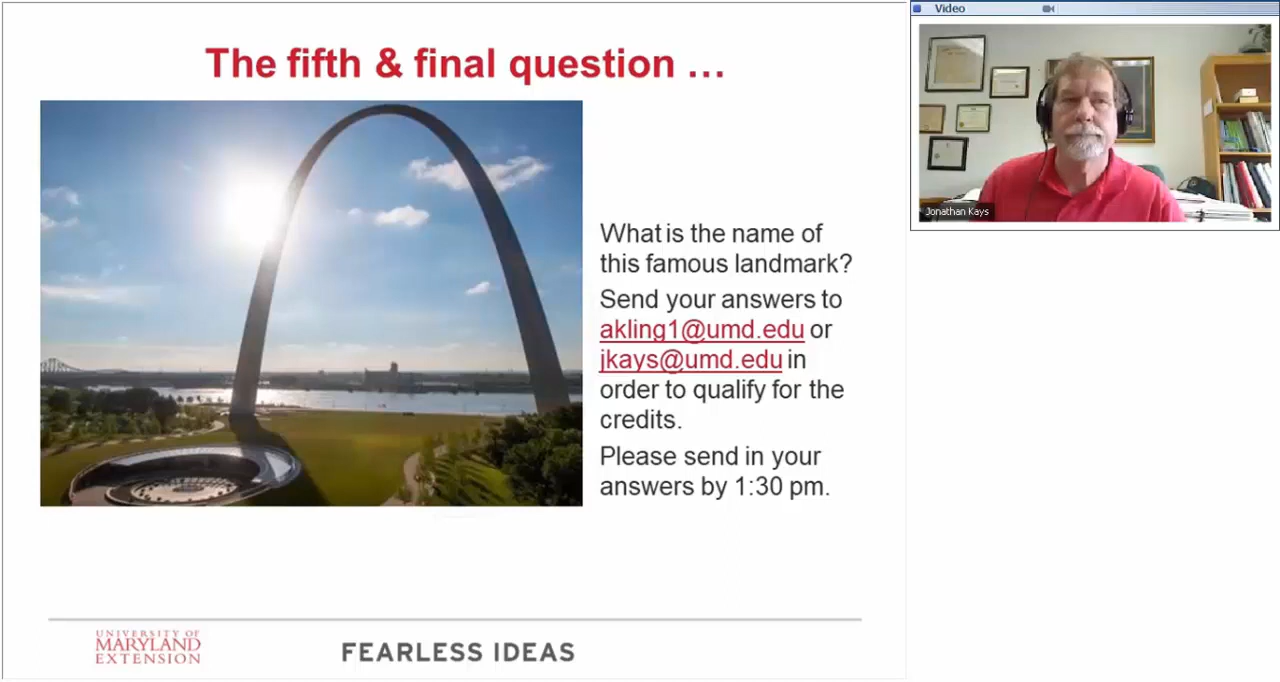 The fifth & final question ...
What is the name of
this famous landmark?
Send your answers to
akling1@umd.edu or
jkays@umd.edu in
order to qualify for the
credits.
Please send in your
answers by 1:30 pm.
UNIVERSITY OF
MARYLAND
EXTENSION
FEARLESS IDEAS
Video
Jonathan Kays